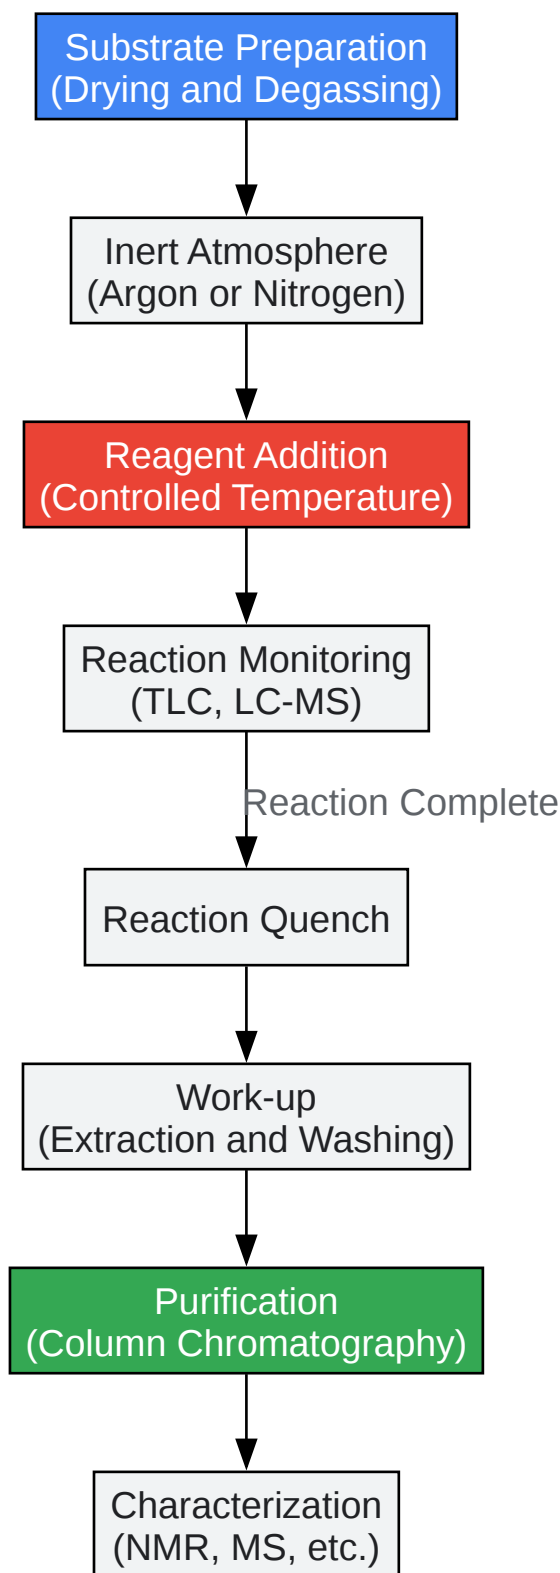 Substrate Preparation
(Drying and Degassing)
Inert Atmosphere
(Argon or Nitrogen)
Reagent Addition
(Controlled Temperature)
Reaction Monitoring
(TLC, LC-MS)
Reaction Complete
Reaction Quench
Work-up
(Extraction and Washing)
Purification
(Column Chromatography)
Characterization
(NMR, MS, etc.)